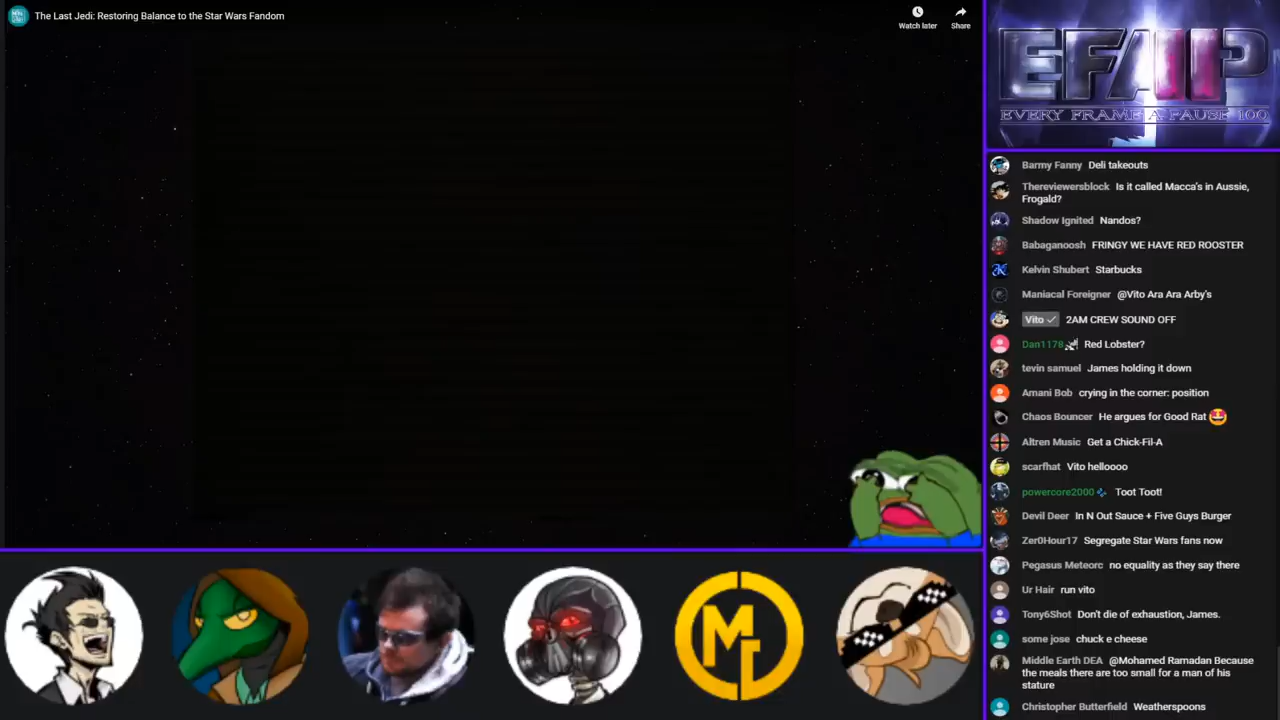 The Last Jedi: Restoring Balance to the Star Wars Fandom
Watch later
Share
EFAP
EVERY FRAME A PAUSE 100
Barmy Fanny Deli takeouts
Thereviewersblock Is it called Macca's in Aussie,
Frogald?
Shadow Ignited Nandos?
Babaganoosh FRINGY WE HAVE RED ROOSTER
Kelvin Shubert Starbucks
Maniacal Foreigner @Vito Ara Ara Arby's
Vito 2AM CREW SOUND OFF
Dan1178 Red Lobster?
tevin samuel James holding it down
Amani Bob crying in the corner: position
Chaos Bouncer He argues for Good Rat 🤩
Altren Music Get a Chick-Fil-A
scarfhat Vito helloooo
powercore2000 Toot Toot!
Devil Deer In N Out Sauce + Five Guys Burger
Zer0Hour17 Segregate Star Wars fans now
Pegasus Meteorc no equality as they say there
Ur Hair run vito
Tony6Shot Don't die of exhaustion, James.
some jose chuck e cheese
Middle Earth DEA @Mohamed Ramadan Because
the meals there are too small for a man of his
stature
Christopher Butterfield Weatherspoons